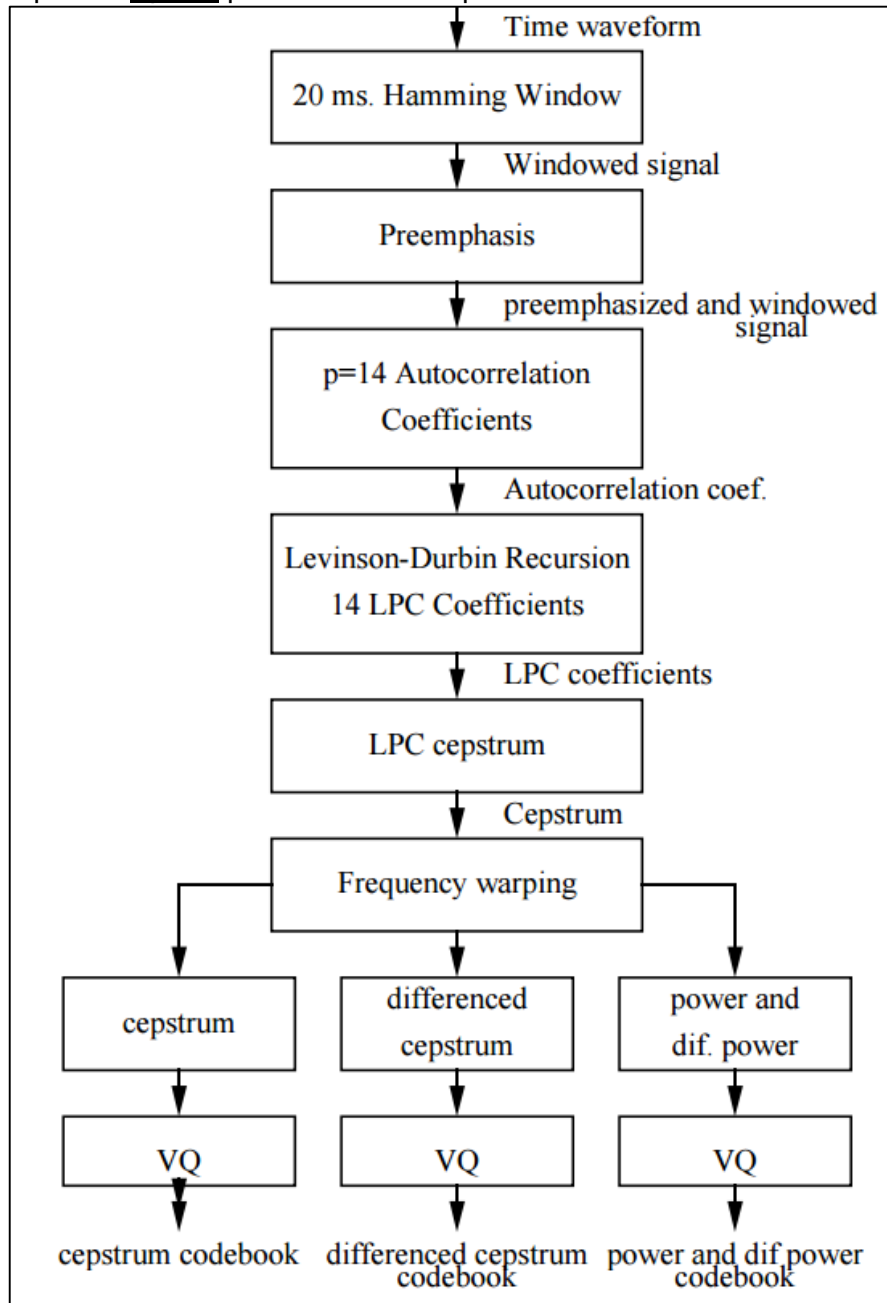 Time waveform
20 ms. Hamming Window
Windowed signal
Preemphasis
preemphasized and windowed
signal
p=14 Autocorrelation
Coefficients
Autocorrelation coef.
Levinson-Durbin Recursion
14 LPC Coefficients
LPC coefficients
LPC cepstrum
Cepstrum
Frequency warping
cepstrum
differenced
cepstrum
power and
dif. power
VQ
VQ
VQ
cepstrum codebook
differenced cepstrum
codebook
power and dif power
codebook